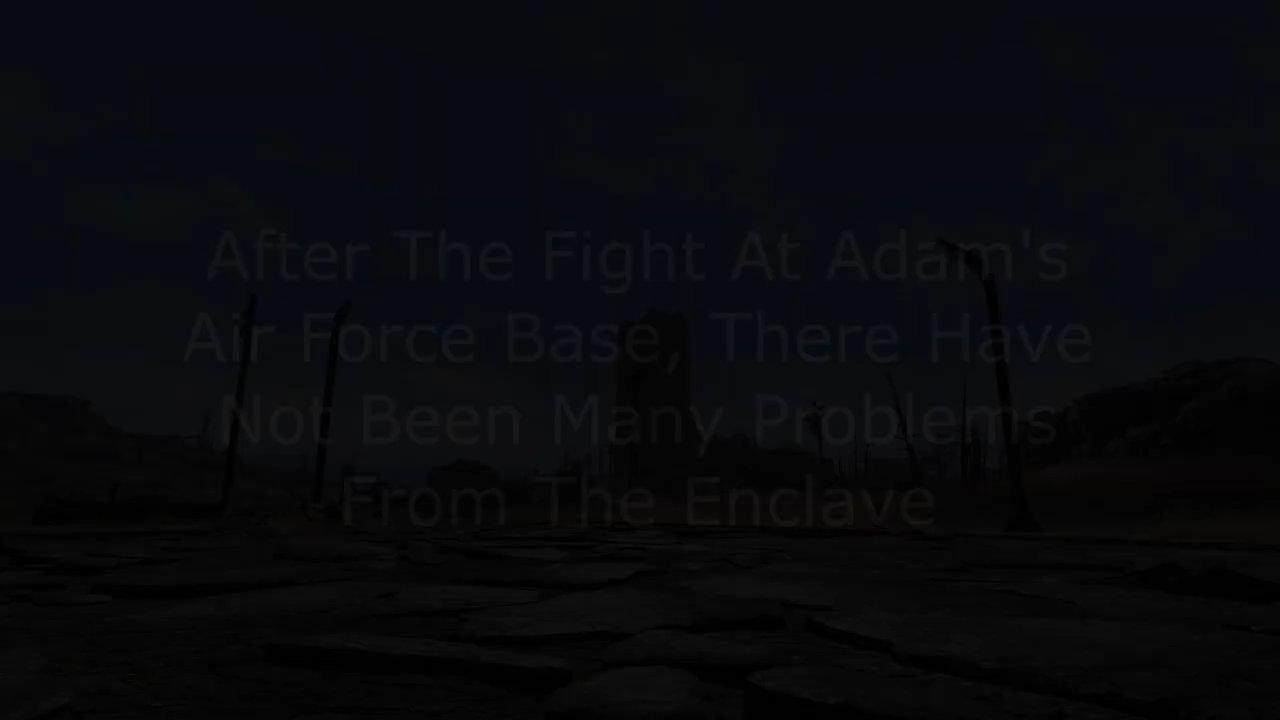 After The Fight At Adam's
Air Force Base, There Have
Not Been Many Problems
From The Enclave